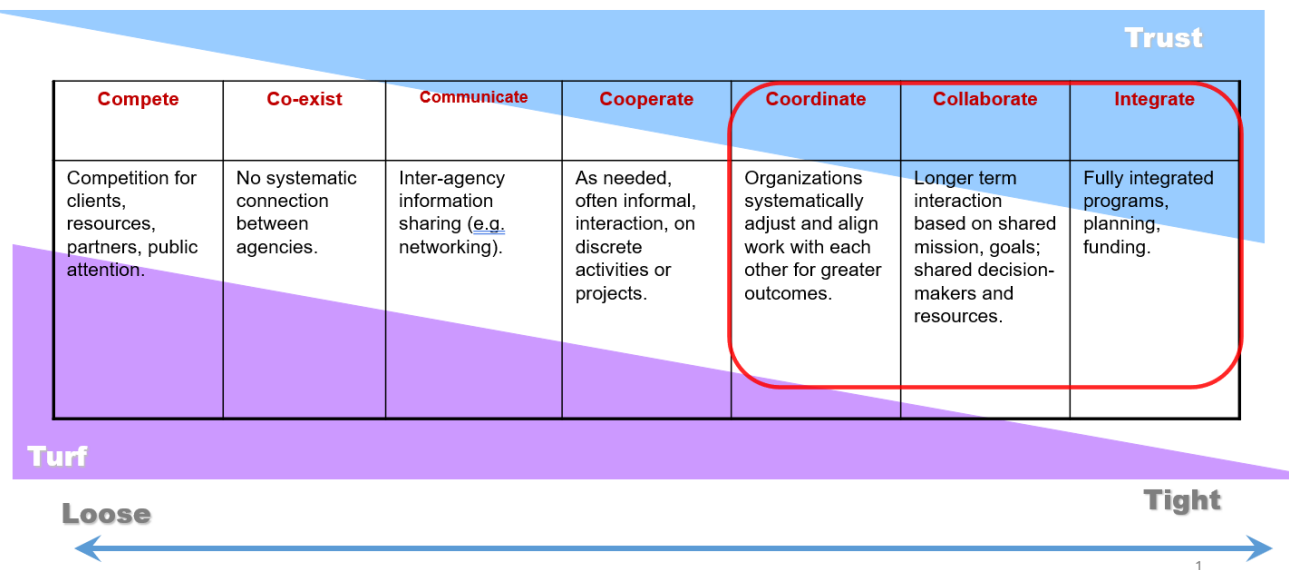 Trust
Compete
Co-exist
Communicate
Cooperate
Coordinate
Collaborate
Integrate
Competition for
clients,
resources,
partners, public
attention.
No systematic
connection
between
agencies.
Inter-agency
information
sharing (e.g.
networking).
As needed,
often informal,
interaction, on
discrete
activities or
projects.
Organizations
systematically
adjust and align
work with each
other for greater
outcomes.
Longer term
interaction
based on shared
mission, goals;
shared decision-
makers and
resources.
Fully integrated
programs,
planning,
funding.
Turf
Loose
Tight
1